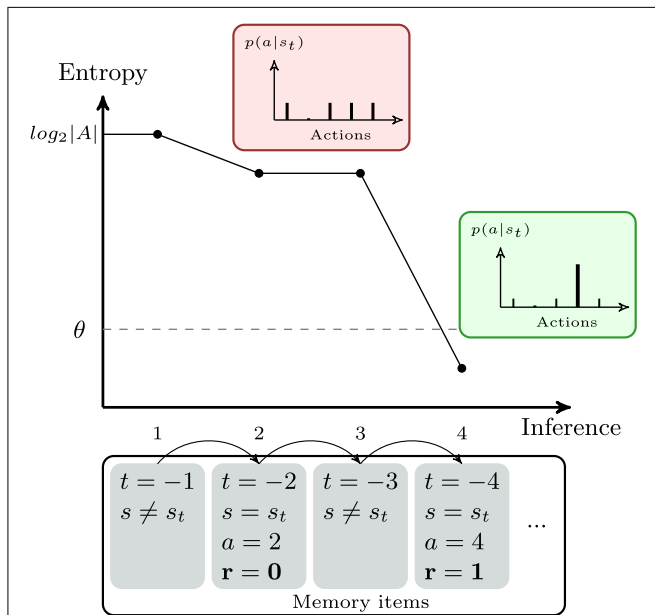 p(a|s_t)
Actions
Entropy
log_2|A|
p(a|s_t)
Actions
θ
1 2 3 4
Inference
t = −1 t = −2 t = −3 t = −4
s ≠ s_t s = s_t s ≠ s_t s = s_t
a = 2 a = 4
r = 0 r = 1
...
Memory items